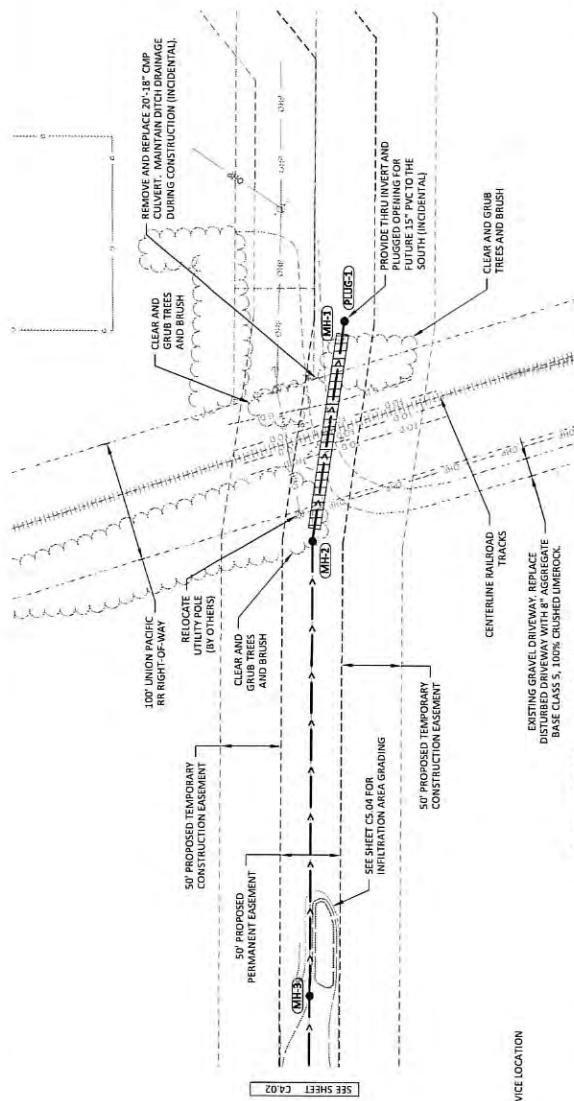 REMOVE AND REPLACE 20'-18" CMP
CULVERT. MAINTAIN DITCH DRAINAGE
DURING CONSTRUCTION (INCIDENTAL).
CLEAR AND
GRUB TREES
AND BRUSH
100' UNION PACIFIC
RR RIGHT-OF-WAY
RELOCATE
UTILITY POLE
(BY OTHERS)
CLEAR AND
GRUB TREES
AND BRUSH
50' PROPOSED TEMPORARY
CONSTRUCTION EASEMENT
50' PROPOSED
PERMANENT EASEMENT
MH-3
MH-2
MH-1
PLUG-1
PROVIDE THRU INVERT AND
PLUGGED OPENING FOR
FUTURE 15" PVC TO THE
SOUTH (INCIDENTAL)
CLEAR AND GRUB
TREES AND BRUSH
CENTERLINE RAILROAD
TRACKS
EXISTING GRAVEL DRIVEWAY. REPLACE
DISTURBED DRIVEWAY WITH 8" AGGREGATE
BASE CLASS 5, 100% CRUSHED LIMEROCK.
50' PROPOSED TEMPORARY
CONSTRUCTION EASEMENT
SEE SHEET C5.04 FOR
INFILTRATION AREA GRADING
SEE SHEET C4.02
VICE LOCATION
OHP
OHP
OHP
OHP